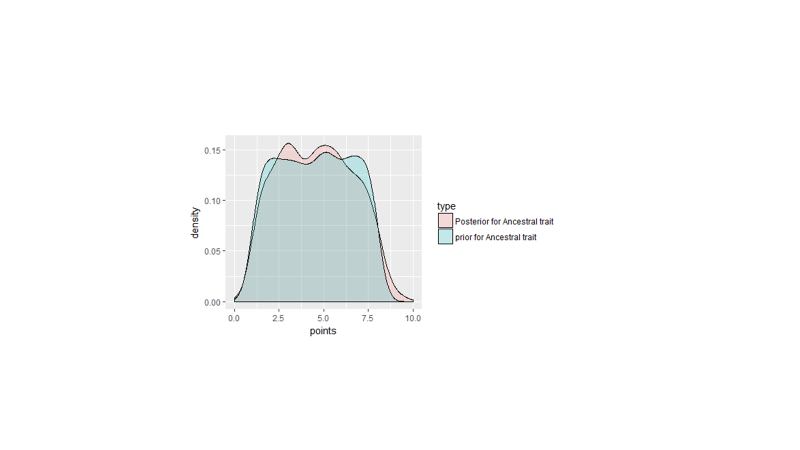 0.15
0.10
0.05
0.00
density
0.0 2.5 5.0 7.5 10.0
points
type
Posterior for Ancestral trait
prior for Ancestral trait